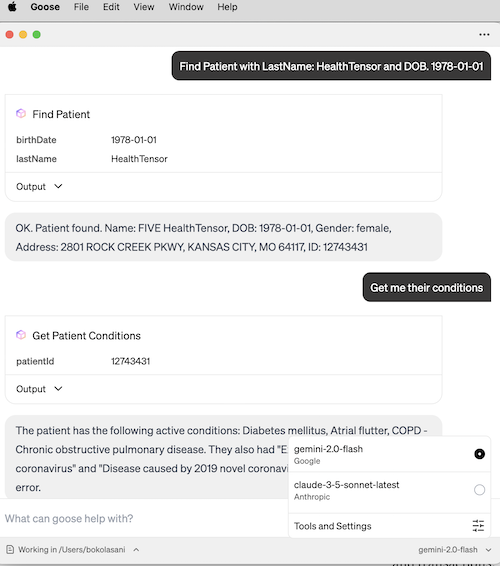 Goose File Edit View Window Help
Find Patient with LastName: HealthTensor and DOB. 1978-01-01
Find Patient
birthDate 1978-01-01
lastName HealthTensor
Output
OK. Patient found. Name: FIVE HealthTensor, DOB: 1978-01-01, Gender: female,
Address: 2801 ROCK CREEK PKWY, KANSAS CITY, MO 64117, ID: 12743431
Get me their conditions
Get Patient Conditions
patientId 12743431
Output
The patient has the following active conditions: Diabetes mellitus, Atrial flutter, COPD -
Chronic obstructive pulmonary disease. They also had "E
coronavirus" and "Disease caused by 2019 novel coronavi
error.
gemini-2.0-flash
Google
claude-3-5-sonnet-latest
Anthropic
Tools and Settings
What can goose help with?
Working in /Users/bokolasani
gemini-2.0-flash